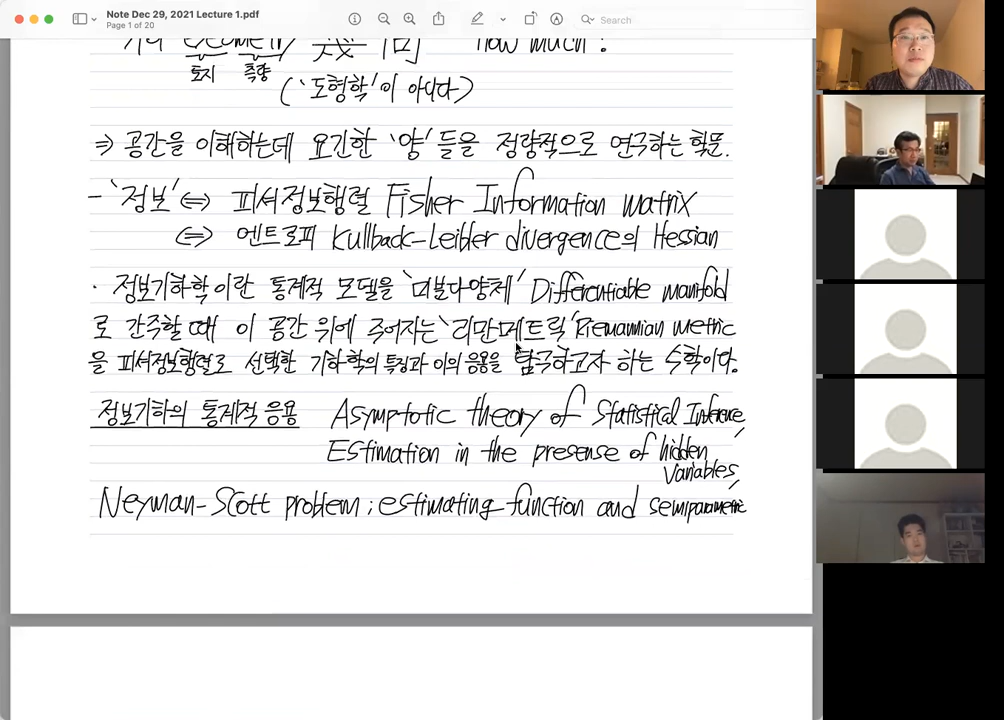 Note Dec 29, 2021 Lecture 1.pdf
Page 1 of 20
Search
기하 Geometry 幾何 how much?
토지 측량
(‘도형학’이 아니다)
⇒ 공간을 이해하는데 요긴한 ‘양’들을 정량적으로 연구하는 학문.
- ‘정보’ ⇔ 피셔정보행렬 Fisher Information matrix
⇔ 엔트로피 Kullback-Leibler divergence의 Hessian
· 정보기하학이란 통계적 모델을 ‘미분다양체’ Differentiable manifold
로 간주할 때 이 공간 위에 주어지는 ‘리만메트릭’ Riemannian metric
을 피셔정보행렬로 선택한 기하학의 특징과 이의 응용을 탐구하고자 하는 수학이다.
정보기하의 통계적 응용 Asymptotic theory of Statistical Inference,
Estimation in the presense of hidden
variables,
Neyman-Scott problem; estimating function and semiparametric